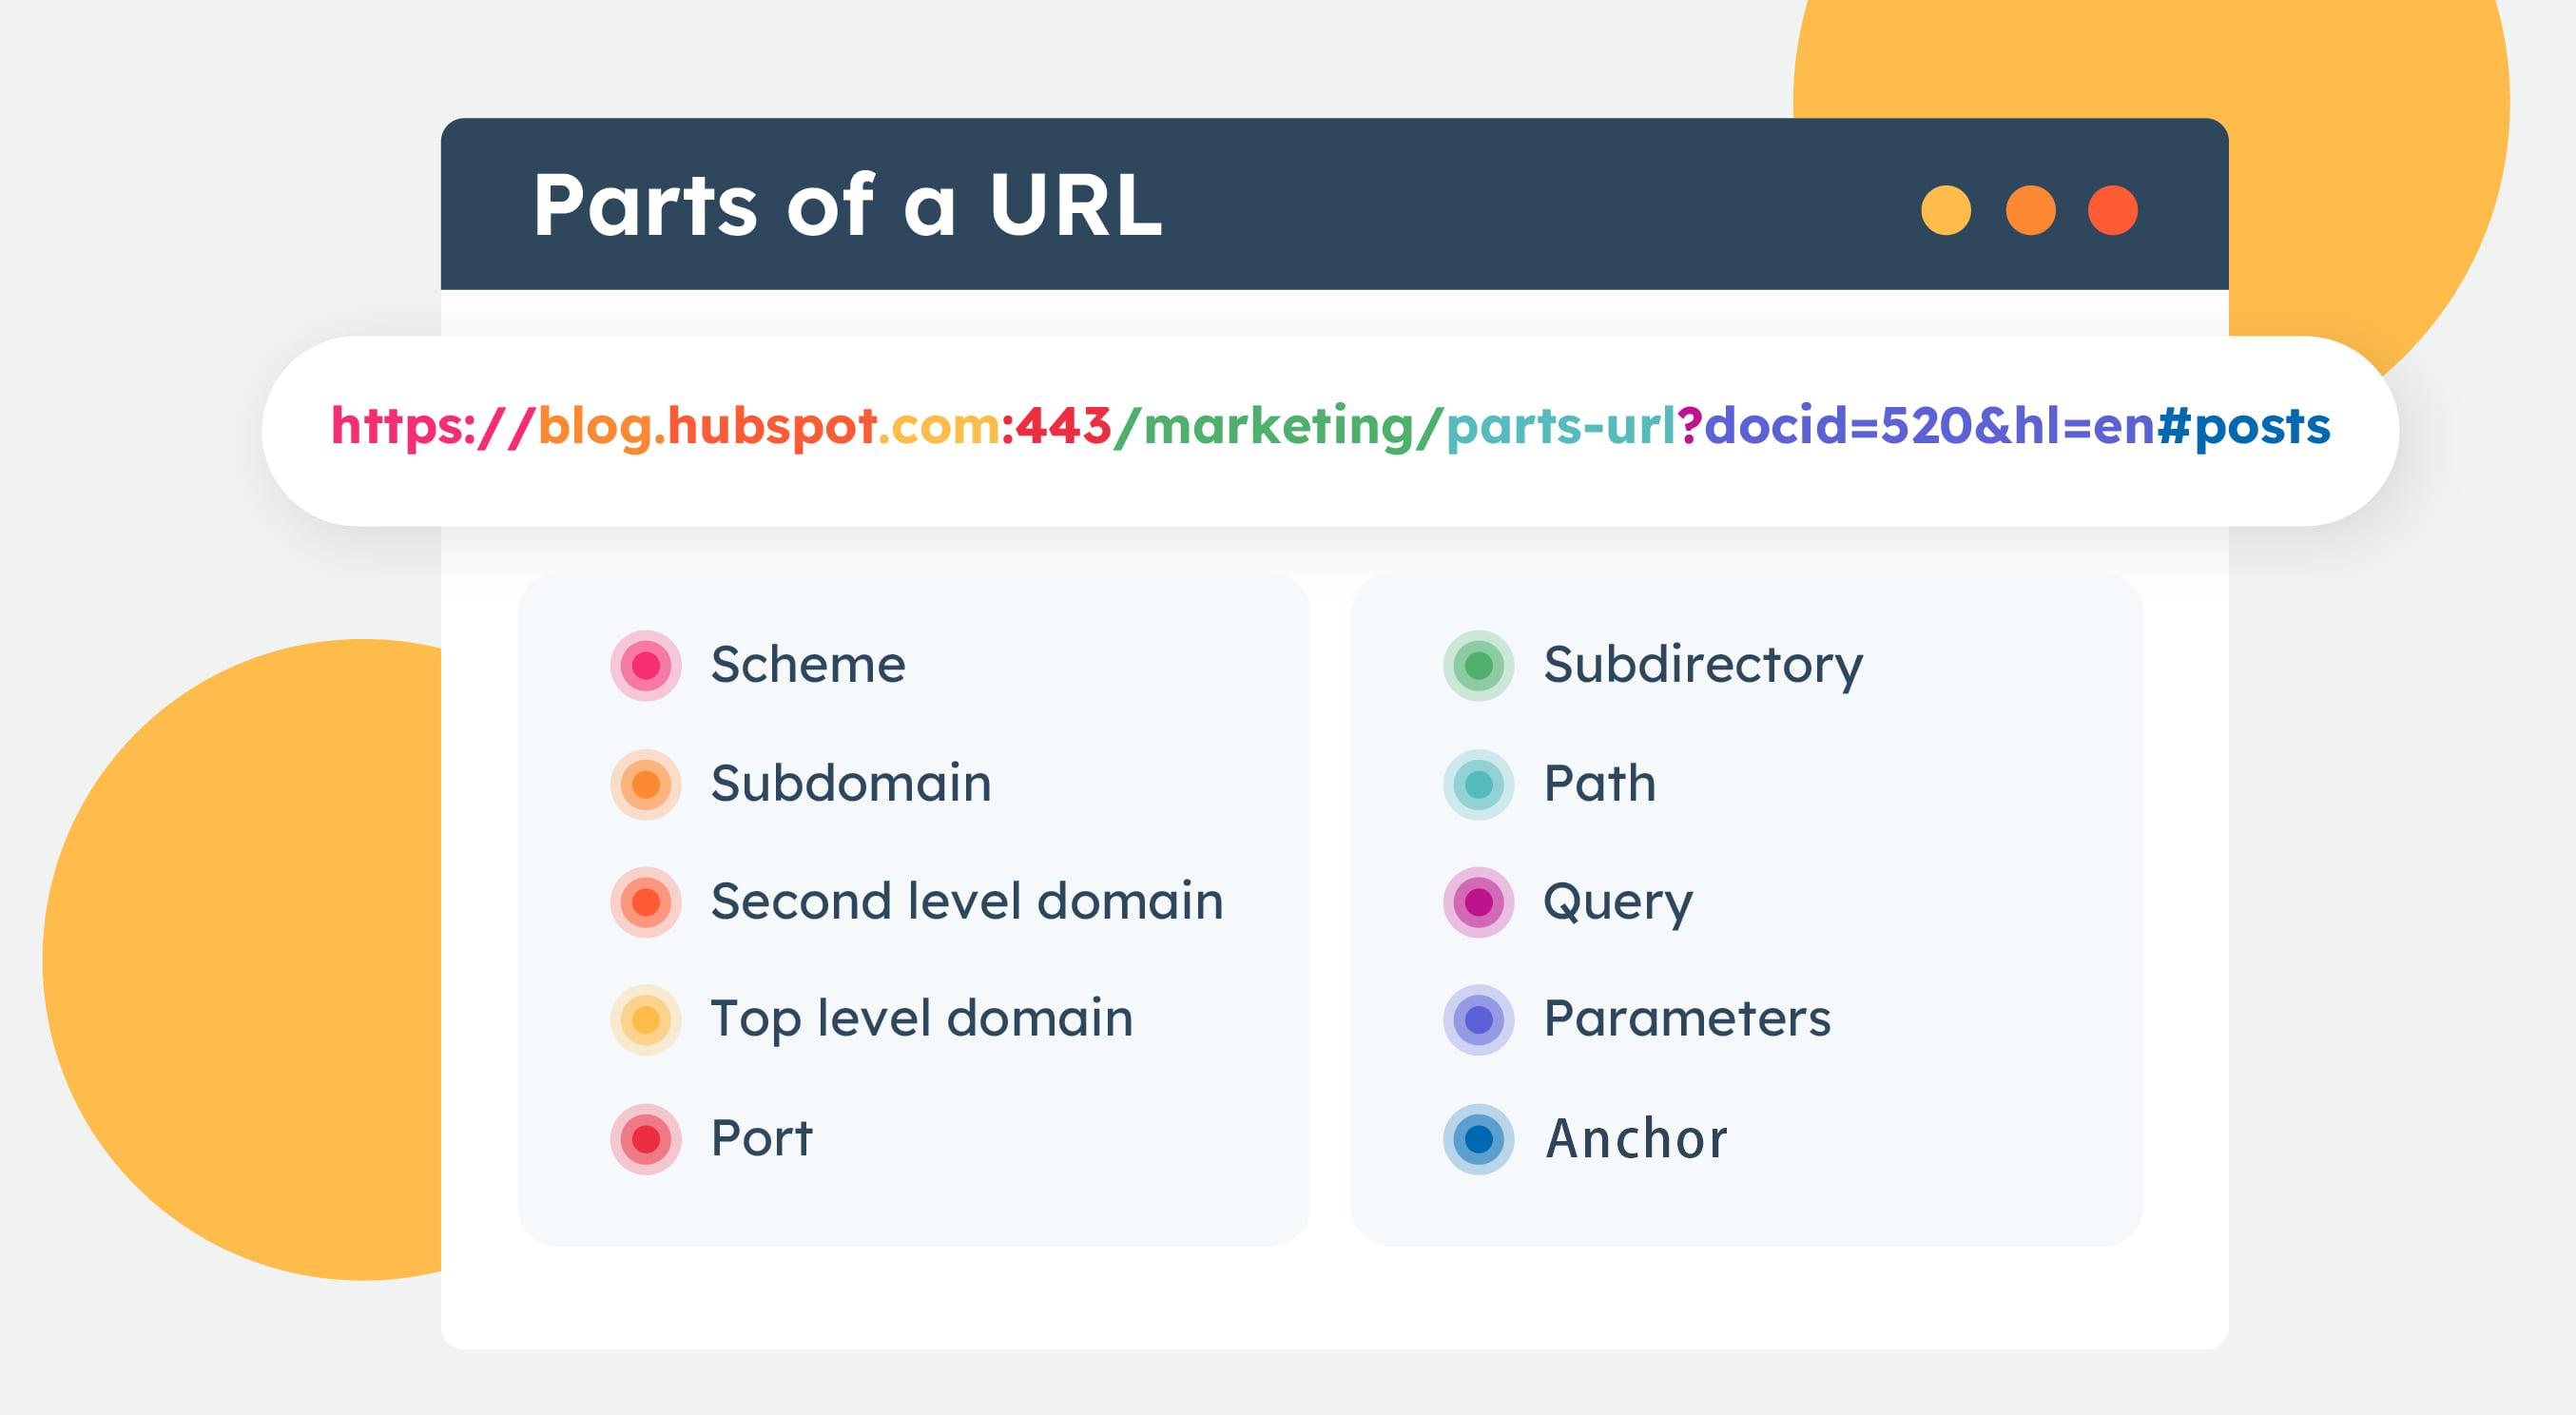 Parts of a URL
https://blog.hubspot.com:443/marketing/parts-url?docid=520&hl=en#posts
Scheme
Subdomain
Second level domain
Top level domain
Port
Subdirectory
Path
Query
Parameters
Anchor